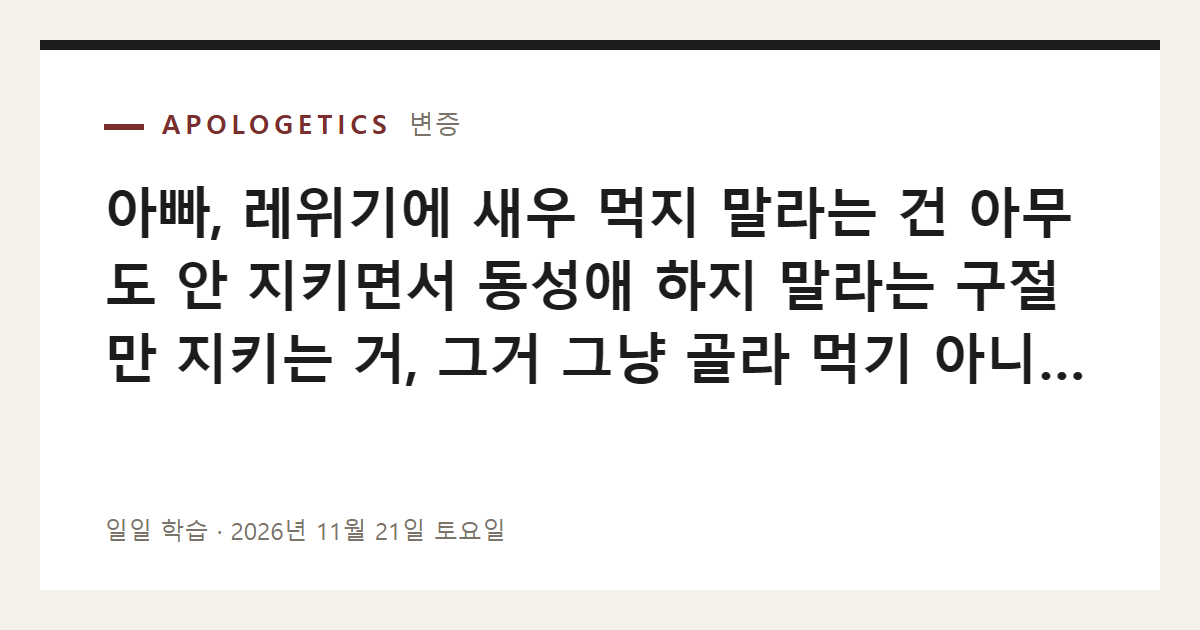 APOLOGETICS 변증
아빠, 레위기에 새우 먹지 말라는 건 아무
도 안 지키면서 동성애 하지 말라는 구절
만 지키는 거, 그거 그냥 골라 먹기 아니…
일일 학습 · 2026년 11월 21일 토요일